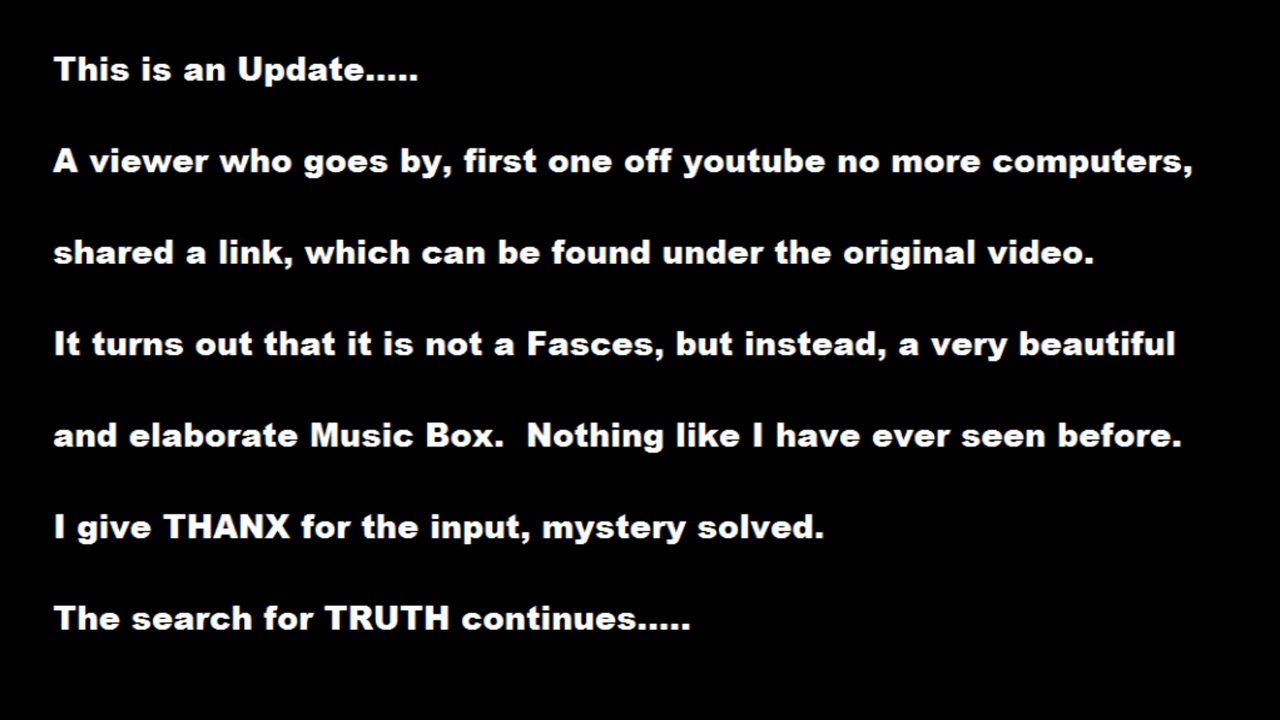 This is an Update.....
A viewer who goes by, first one off youtube no more computers,
shared a link, which can be found under the original video.
It turns out that it is not a Fasces, but instead, a very beautiful
and elaborate Music Box.  Nothing like I have ever seen before.
I give THANX for the input, mystery solved.
The search for TRUTH continues.....